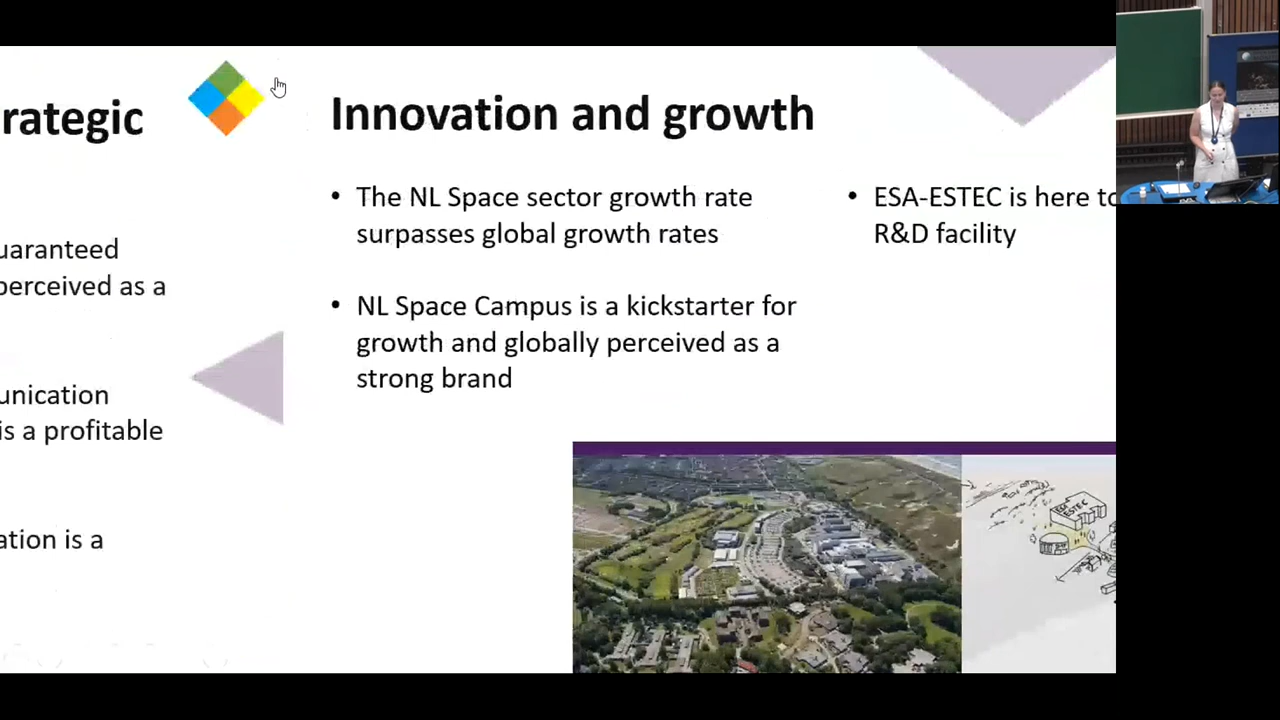 rategic
uaranteed
perceived as a
unication
is a profitable
ation is a
Innovation and growth
• The NL Space sector growth rate
surpasses global growth rates
• NL Space Campus is a kickstarter for
growth and globally perceived as a
strong brand
• ESA-ESTEC is here to
R&D facility
ESTEC